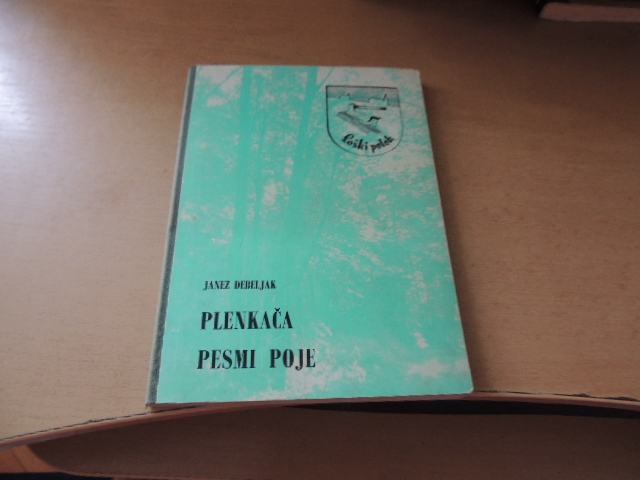 Loški potok
JANEZ DEBELJAK
PLENKAČA
PESMI POJE